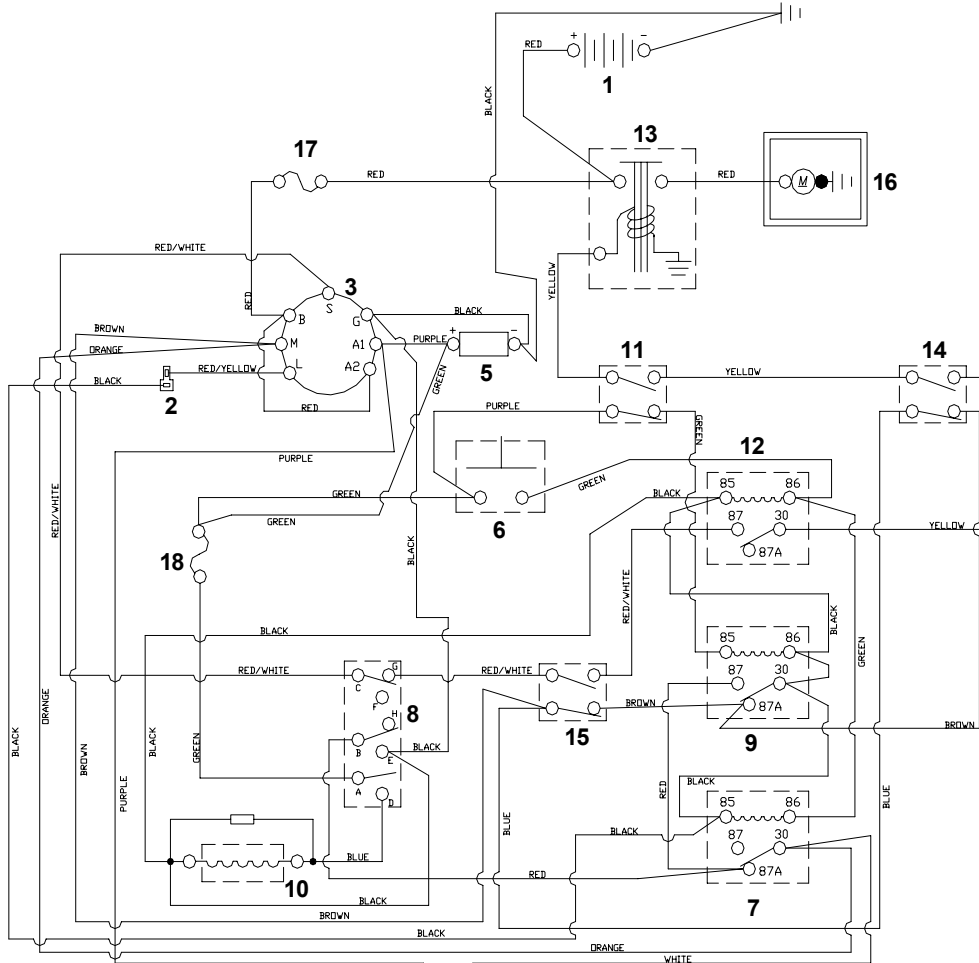 RED
+
-
1
BLACK
13
17
RED
RED
M
16
RED/WHITE
3
S
RED
B
G
BLACK
YELLOW
BROWN
M
A1
PURPLE
+
-
ORANGE
11
14
RED/YELLOW
L
A2
5
YELLOW
BLACK
2
RED
GREEN
PURPLE
GREEN
12
PURPLE
GREEN
GREEN
BLACK
85
86
RED/WHITE
GREEN
6
87
30
YELLOW
87A
18
BLACK
RED/WHITE
BLACK
BLACK
85
86
GREEN
RED/WHITE
G
RED/WHITE
C
F
87
30
8
H
BROWN
87A
BROWN
B
E
BLACK
15
9
BLACK
ORANGE
BROWN
BLACK
GREEN
PURPLE
A
D
RED
BLACK
BLUE
BLUE
85
86
BLACK
87
30
BLUE
87A
10
RED
BLACK
7
BROWN
BLACK
ORANGE
WHITE